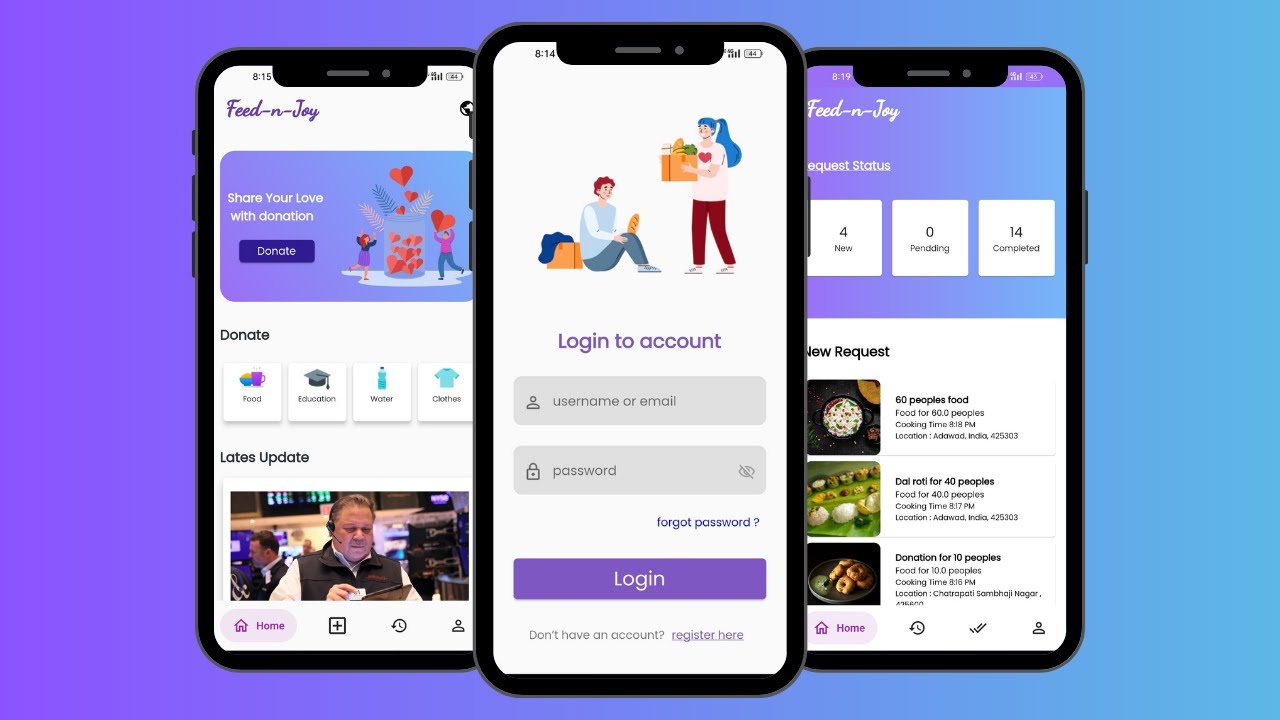 8:15
44
Feed-n-Joy
Share Your Love
with donation
Donate
Donate
Food
Education
Water
Clothes
Lates Update
Home
8:14
44
Login to account
username or email
password
forgot password ?
Login
Don't have an account? register here
8:19
Feed-n-Joy
equest Status
4
New
0
Pendding
14
Completed
New Request
60 peoples food
Food for 60.0 peoples
Cooking Time 8:18 PM
Location : Adawad, India, 425303
Dal roti for 40 peoples
Food for 40.0 peoples
Cooking Time 8:17 PM
Location : Adawad, India, 425303
Donation for 10 peoples
Food for 10.0 peoples
Cooking Time 8:16 PM
Location : Chatrapati Sambhaji Nagar ,
425600
Home